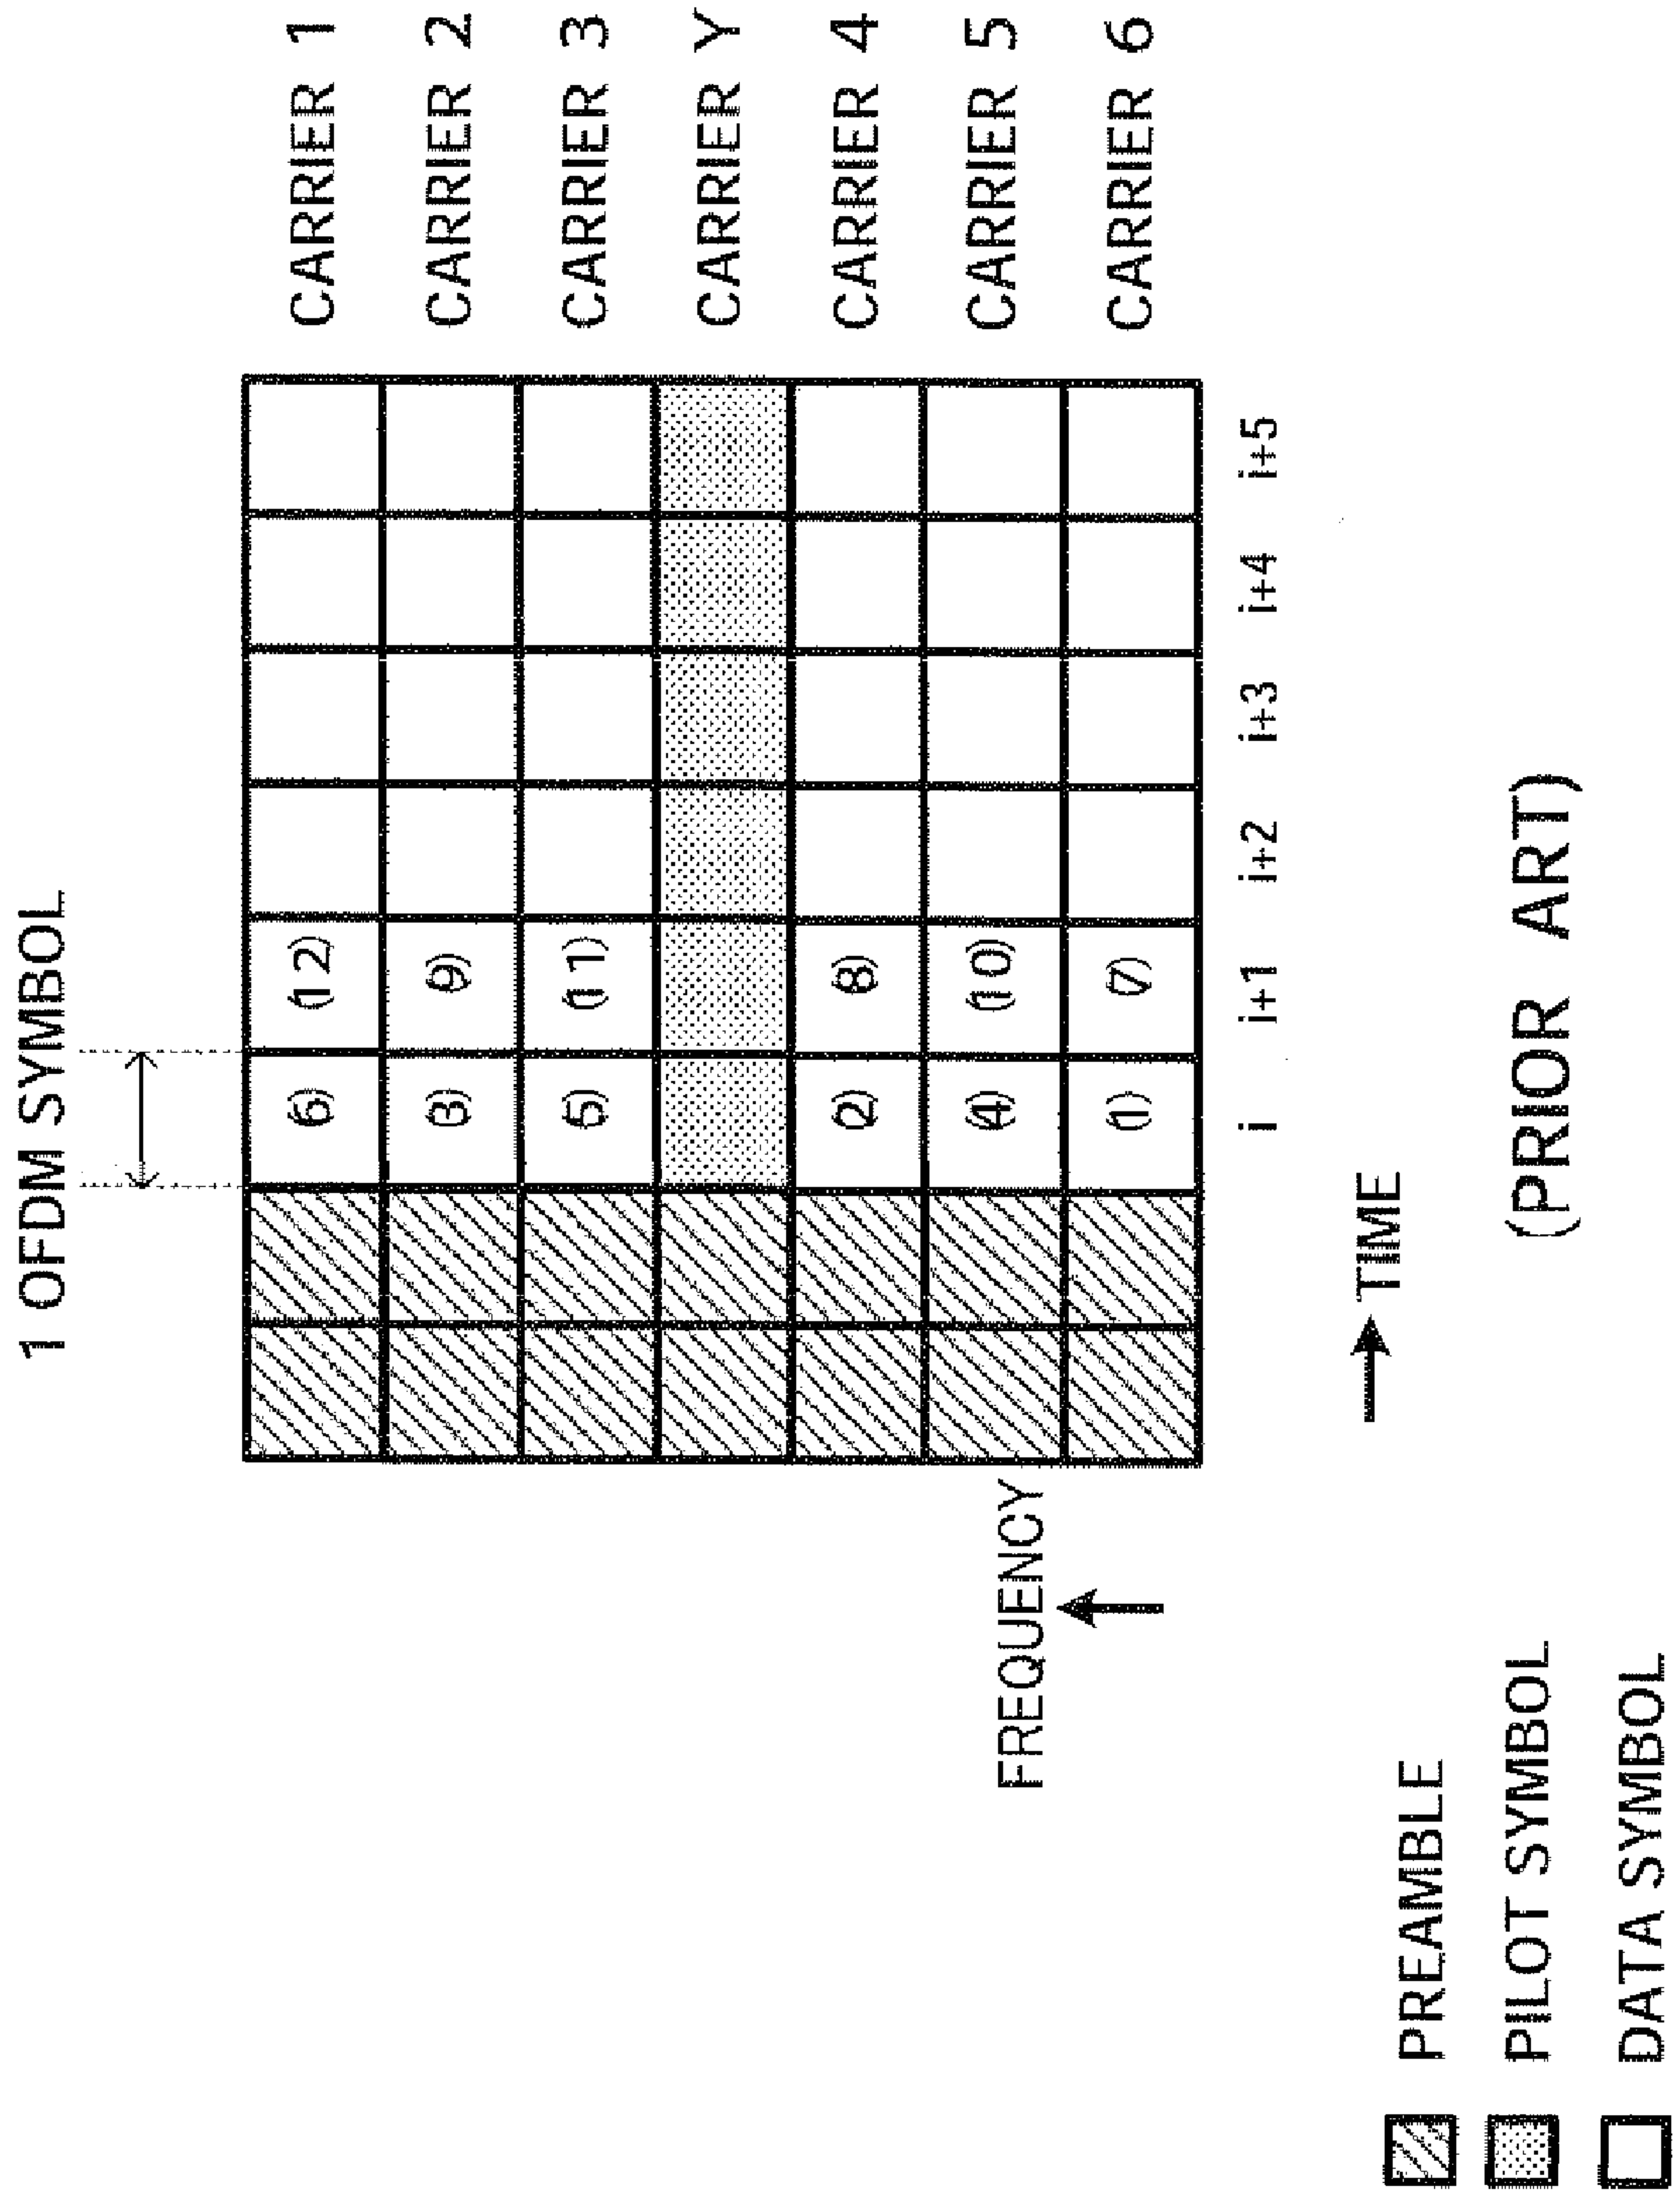 1 OFDM SYMBOL
(6) (12) CARRIER 1
(3) (9) CARRIER 2
(5) (11) CARRIER 3
CARRIER Y
(2) (8) CARRIER 4
FREQUENCY
(4) (10) CARRIER 5
(1) (7) CARRIER 6
i i+1 i+2 i+3 i+4 i+5
TIME
PREAMBLE
PILOT SYMBOL
DATA SYMBOL
(PRIOR ART)